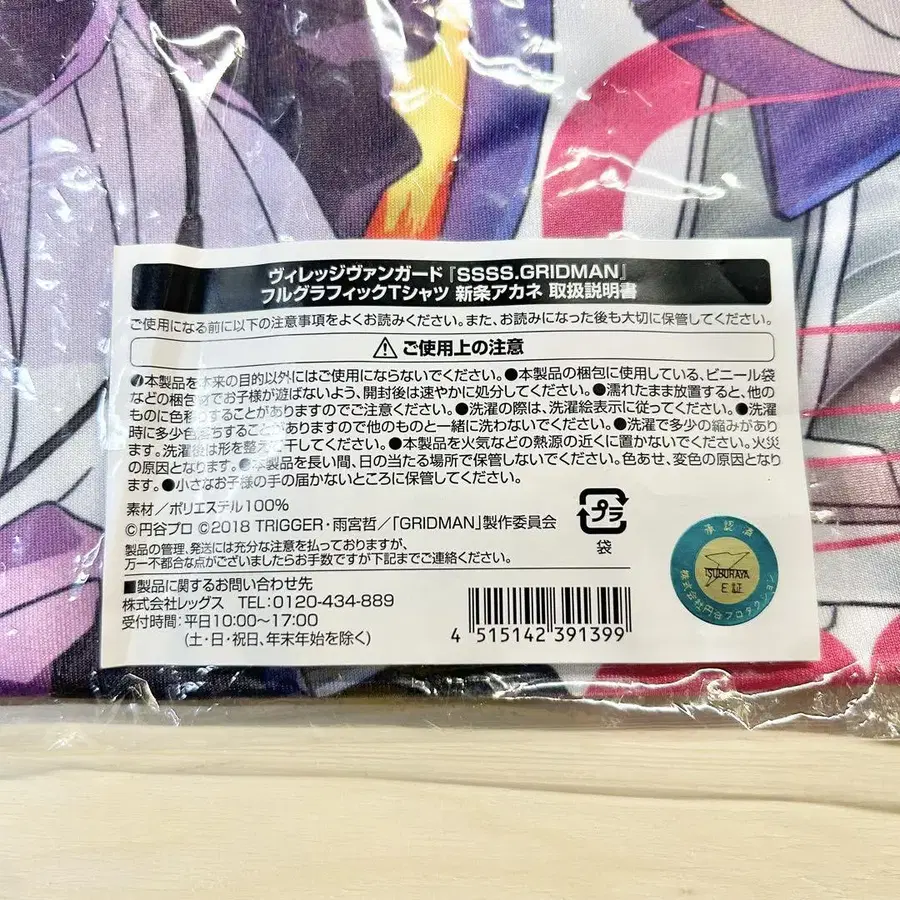 ヴィレッジヴァンガード『SSSS.GRIDMAN』
フルグラフィックTシャツ 新条アカネ 取扱説明書
ご使用になる前に以下の注意事項をよくお読みください。また、お読みになった後も大切に保管してください。
ご使用上の注意
●本製品を本来の目的以外にはご使用にならないでください。●本製品の梱包に使用している、ビニール袋
などの梱包材でお子様が遊ばないよう、開封後は速やかに処分してください。●濡れたまま放置すると、他の
ものに色移りすることがありますのでご注意ください。●洗濯の際は、洗濯絵表示に従ってください。●洗濯
時に多少色落ちすることがありますので他のものと一緒に洗わないでください。●洗濯で多少の縮みがあり
ます。洗濯後は形を整えて干してください。●本製品を火気などの熱源の近くに置かないでください。火災
の原因となります。●本製品を長い間、日の当たる場所で保管しないでください。色あせ、変色の原因となり
ます。●小さなお子様の手の届かないところに保管してください。
素材/ポリエステル100%
©円谷プロ ©2018 TRIGGER・雨宮哲/「GRIDMAN」製作委員会
製品の管理、発送には充分な注意を払っておりますが、
万一不都合な点がございましたらお手数ですが下記までご連絡ください。
■製品に関するお問い合わせ先
株式会社レッグス TEL:0120-434-889
受付時間:平日10:00~17:00
(土・日・祝日、年末年始を除く)
プラ
袋
4 515142 391399
承認済
TSUBURAYA
E証
株式会社円谷プロダクション